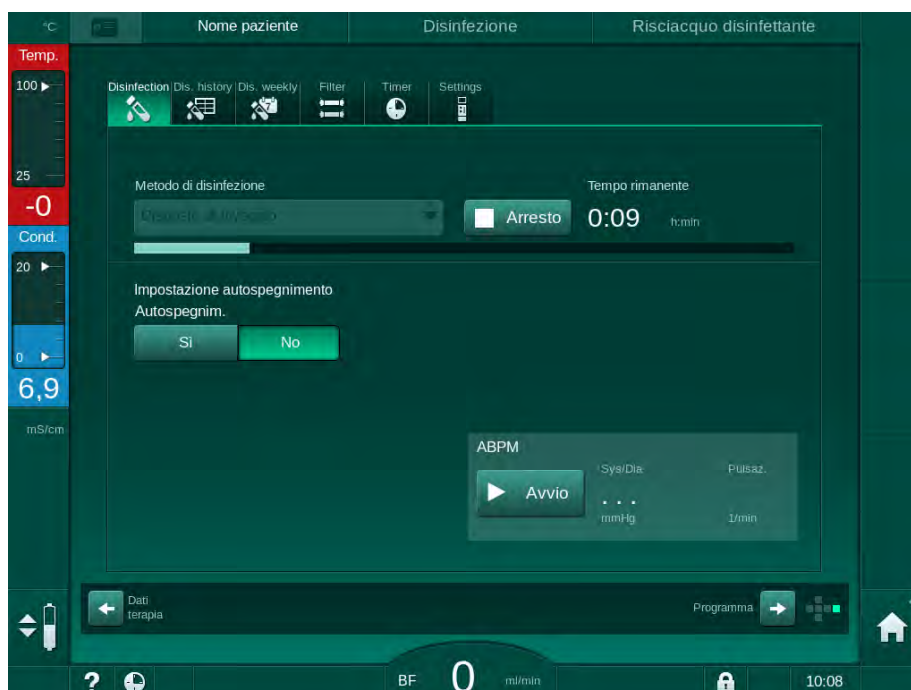 °C
Nome paziente
Disinfezione
Risciacquo disinfettante
Temp.
100
25
-0
Cond.
20
0
6,9
mS/cm
Disinfection
Dis. history
Dis. weekly
Filter
Timer
Settings
Metodo di disinfezione
Tempo rimanente
Arresto
0:09 h:min
Impostazione autospegnimento
Autospegnim.
Sì
No
ABPM
Avvio
Sys/Dia
Pulsaz.
. . .
mmHg
1/min
Dati
terapia
Programma
?
BF 0 ml/min
10:08